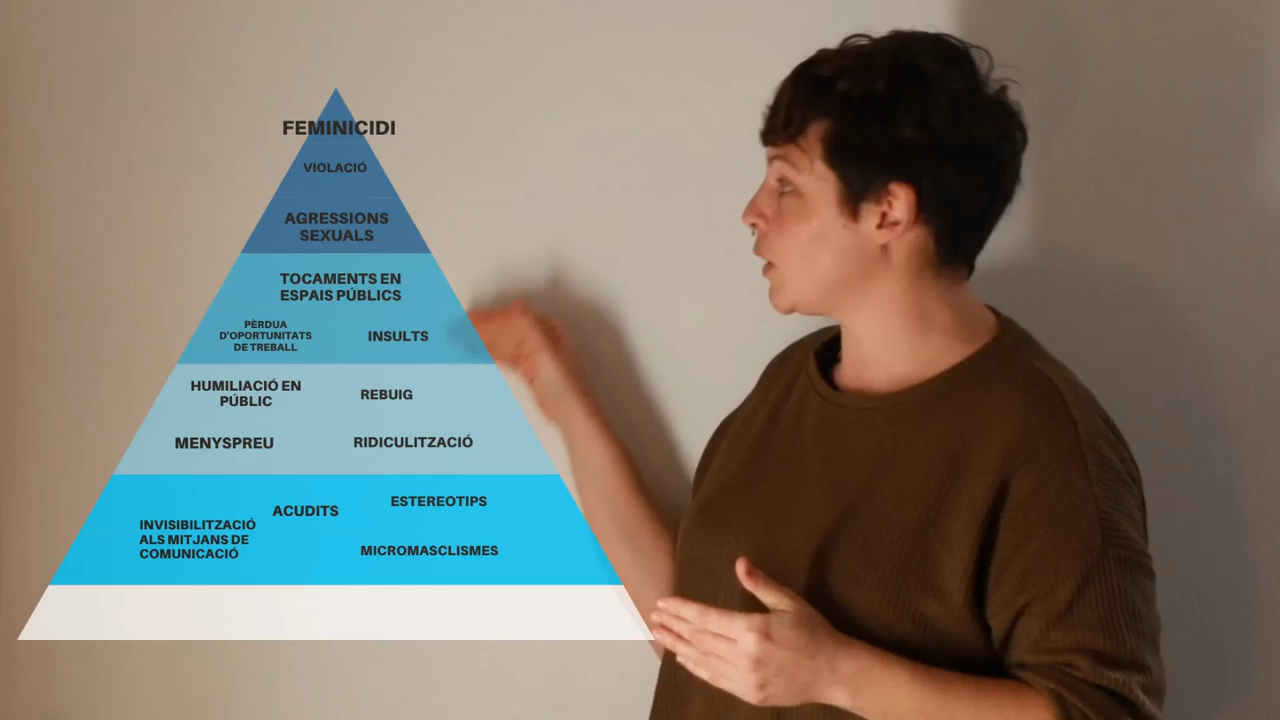 FEMINICIDI
VIOLACIÓ
AGRESSIONS
SEXUALS
TOCAMENTS EN
ESPAIS PÚBLICS
PÈRDUA
D'OPORTUNITATS
DE TREBALL
INSULTS
HUMILIACIÓ EN
PÚBLIC
REBUIG
MENYSPREU
RIDICULITZACIÓ
ACUDITS
ESTEREOTIPS
INVISIBILITZACIÓ
ALS MITJANS DE
COMUNICACIÓ
MICROMASCLISMES